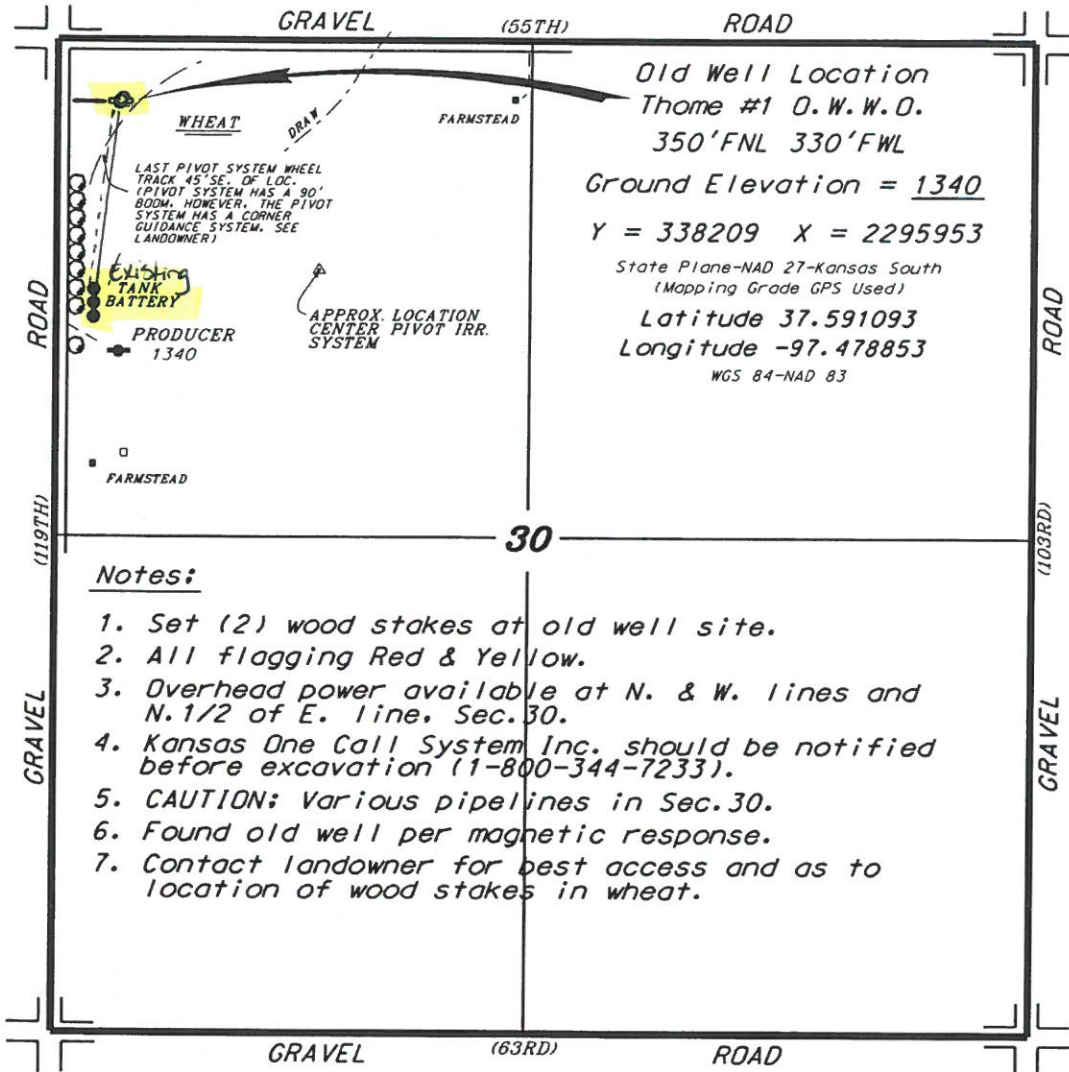 GRAVEL (55TH) ROAD
Old Well Location
Thome #1 O.W.W.O.
350'FNL 330'FWL
Ground Elevation = 1340
Y = 338209 X = 2295953
State Plane-NAD 27-Kansas South
(Mapping Grade GPS Used)
Latitude 37.591093
Longitude -97.478853
WGS 84-NAD 83
WHEAT
DRAW
FARMSTEAD
LAST PIVOT SYSTEM WHEEL
TRACK 45'SE. OF LOC.
(PIVOT SYSTEM HAS A 90'
BOOM. HOWEVER, THE PIVOT
SYSTEM HAS A CORNER
GUIDANCE SYSTEM. SEE
LANDOWNER)
Existing
TANK
BATTERY
PRODUCER
1340
APPROX. LOCATION
CENTER PIVOT IRR.
SYSTEM
FARMSTEAD
ROAD
(119TH)
GRAVEL
ROAD
(103RD)
GRAVEL
30
Notes:
1. Set (2) wood stakes at old well site.
2. All flagging Red & Yellow.
3. Overhead power available at N. & W. lines and
N.1/2 of E. line, Sec.30.
4. Kansas One Call System Inc. should be notified
before excavation (1-800-344-7233).
5. CAUTION: Various pipelines in Sec.30.
6. Found old well per magnetic response.
7. Contact landowner for best access and as to
location of wood stakes in wheat.
GRAVEL (63RD) ROAD